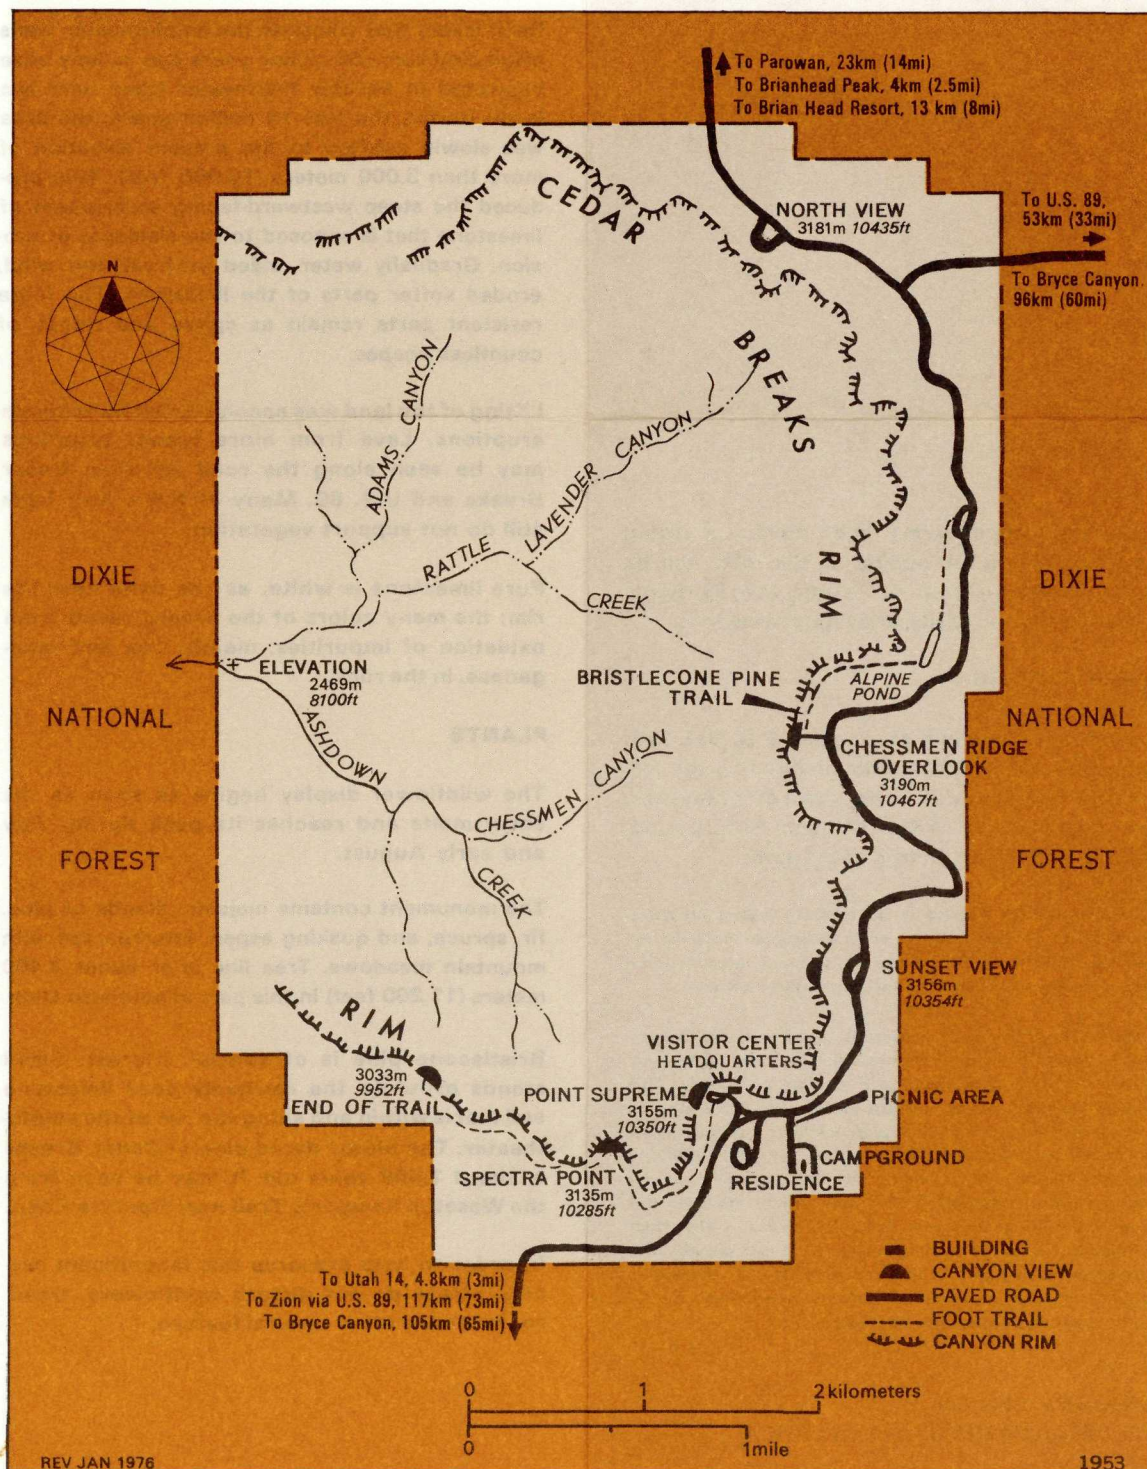 To Parowan, 23km (14mi)
To Brianhead Peak, 4km (2.5mi)
To Brian Head Resort, 13 km (8mi)
CEDAR
BREAKS
RIM
NORTH VIEW
3181m 10435ft
To U.S. 89,
53km (33mi)
To Bryce Canyon,
96km (60mi)
N
ADAMS CANYON
LAVENDER CANYON
RATTLE
CREEK
DIXIE
NATIONAL
FOREST
DIXIE
NATIONAL
FOREST
ELEVATION
2469m
8100ft
BRISTLECONE PINE
TRAIL
ALPINE
POND
ASHDOWN
CREEK
CHESSMEN CANYON
CHESSMEN RIDGE
OVERLOOK
3190m
10467ft
SUNSET VIEW
3156m
10354ft
RIM
VISITOR CENTER
HEADQUARTERS
3033m
9952ft
END OF TRAIL
POINT SUPREME
3155m
10350ft
PICNIC AREA
CAMPGROUND
RESIDENCE
SPECTRA POINT
3135m
10285ft
To Utah 14, 4.8km (3mi)
To Zion via U.S. 89, 117km (73mi)
To Bryce Canyon, 105km (65mi)
BUILDING
CANYON VIEW
PAVED ROAD
FOOT TRAIL
CANYON RIM
0 1 2 kilometers
0 1 mile
REV JAN 1976
1953